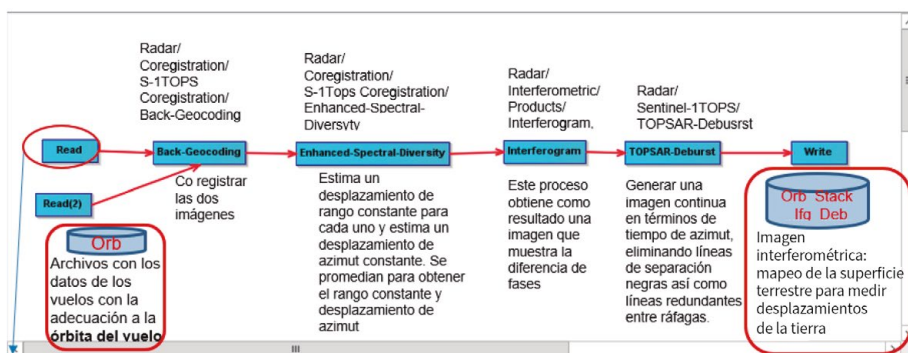 Radar/
Coregistration/
S-1TOPS
Coregistration/
Back-Geocoding
Radar/
Coregistration/
S-1Tops Coregistration/
Enhanced-Spectral-
Diversytv
Radar/
Interferometric/
Products/
Interferogram,
Radar/
Sentinel-1TOPS/
TOPSAR-Debusrst
Read
Back-Geocoding
Enhanced-Spectral-Diversity
Interferogram
TOPSAR-Deburst
Write
Read(2)
Co registrar
las dos
imágenes
Orb
Archivos con los
datos de los
vuelos con la
adecuación a la
órbita del vuelo
Estima un
desplazamiento de
rango constante para
cada uno y estima un
desplazamiento de
azimut constante. Se
promedian para obtener
el rango constante y
desplazamiento de
azimut
Este proceso
obtiene como
resultado una
imagen que
muestra la
diferencia de
fases
Generar una
imagen continua
en términos de
tiempo de azimut,
eliminando líneas
de separación
negras así como
líneas redundantes
entre ráfagas.
Orb_Stack
Ifg_Deb
Imagen
interferométrica:
mapeo de la superficie
terrestre para medir
desplazamientos
de la tierra